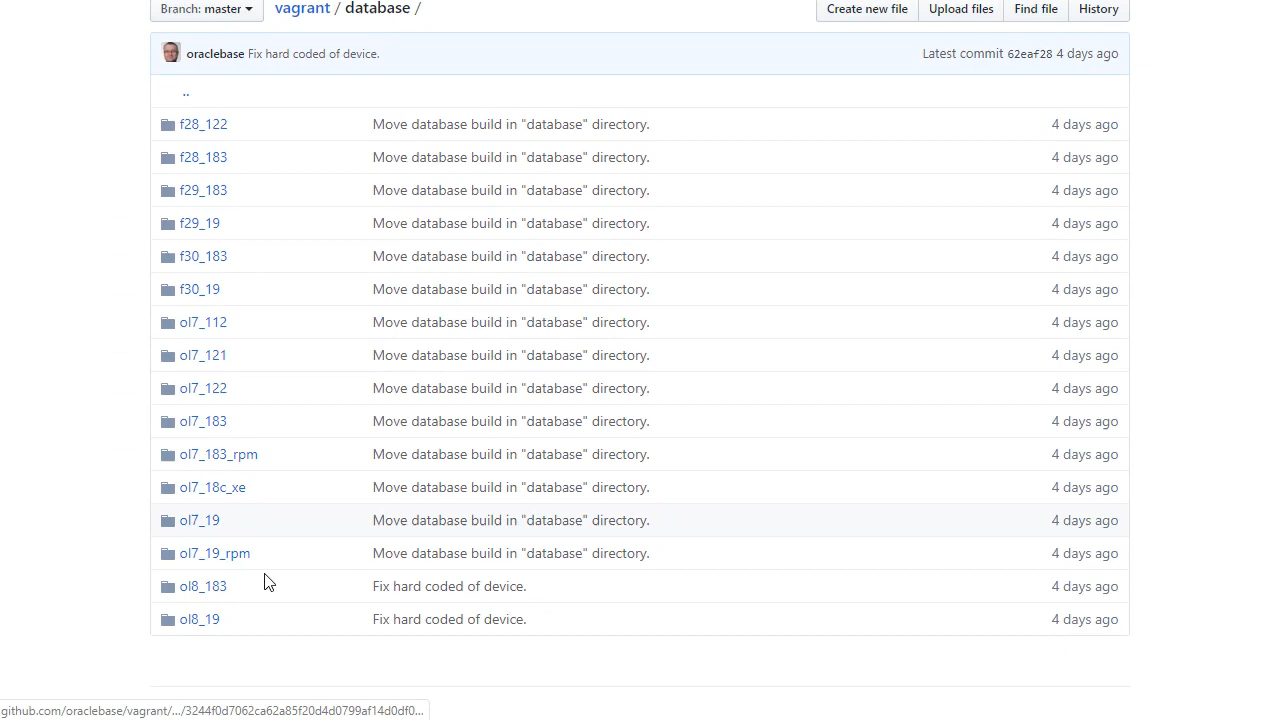 Branch: master vagrant / database / Create new file Upload files Find file History
oraclebase Fix hard coded of device. Latest commit 62eaf28 4 days ago
..
f28_122 Move database build in "database" directory. 4 days ago
f28_183 Move database build in "database" directory. 4 days ago
f29_183 Move database build in "database" directory. 4 days ago
f29_19 Move database build in "database" directory. 4 days ago
f30_183 Move database build in "database" directory. 4 days ago
f30_19 Move database build in "database" directory. 4 days ago
ol7_112 Move database build in "database" directory. 4 days ago
ol7_121 Move database build in "database" directory. 4 days ago
ol7_122 Move database build in "database" directory. 4 days ago
ol7_183 Move database build in "database" directory. 4 days ago
ol7_183_rpm Move database build in "database" directory. 4 days ago
ol7_18c_xe Move database build in "database" directory. 4 days ago
ol7_19 Move database build in "database" directory. 4 days ago
ol7_19_rpm Move database build in "database" directory. 4 days ago
ol8_183 Fix hard coded of device. 4 days ago
ol8_19 Fix hard coded of device. 4 days ago
github.com/oraclebase/vagrant/.../3244f0d7062ca62a85f20d4d0799af14d0df0...